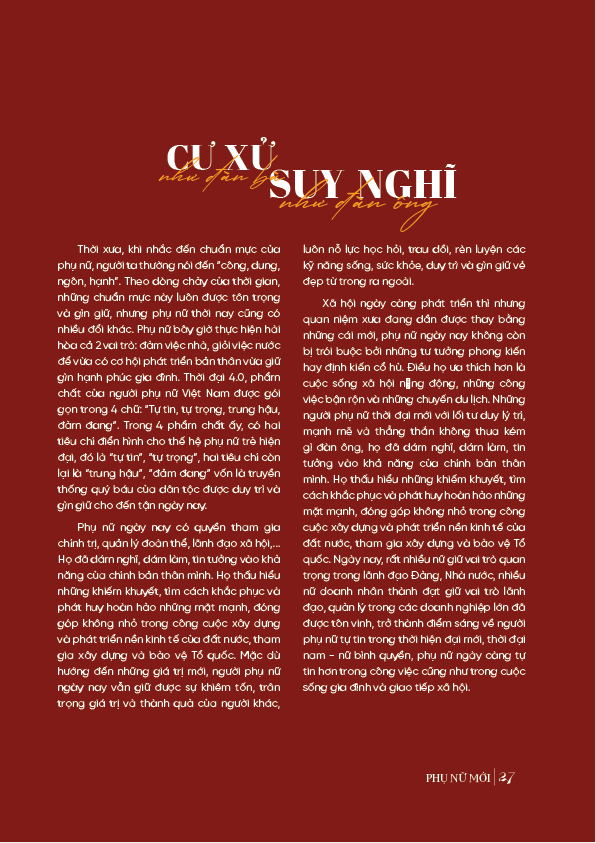 CƯ XỬ
như đàn bà
SUY NGHĨ
như đàn ông
Thời xưa, khi nhắc đến chuẩn mực của
phụ nữ, người ta thường nói đến “công, dung,
ngôn, hạnh”. Theo dòng chảy của thời gian,
những chuẩn mực này luôn được tôn trọng
và gìn giữ, nhưng phụ nữ thời nay cũng có
nhiều đổi khác. Phụ nữ bây giờ thực hiện hài
hòa cả 2 vai trò: đảm việc nhà, giỏi việc nước
để vừa có cơ hội phát triển bản thân vừa giữ
gìn hạnh phúc gia đình. Thời đại 4.0, phẩm
chất của người phụ nữ Việt Nam được gói
gọn trong 4 chữ: “Tự tin, tự trọng, trung hậu,
đảm đang”. Trong 4 phẩm chất ấy, có hai
tiêu chí điển hình cho thế hệ phụ nữ trẻ hiện
đại, đó là “tự tin”, “tự trọng”, hai tiêu chí còn
lại là “trung hậu”, “đảm đang” vốn là truyền
thống quý báu của dân tộc được duy trì và
gìn giữ cho đến tận ngày nay.
Phụ nữ ngày nay có quyền tham gia
chính trị, quản lý đoàn thể, lãnh đạo xã hội,...
Họ đã dám nghĩ, dám làm, tin tưởng vào khả
năng của chính bản thân mình. Họ thấu hiểu
những khiếm khuyết, tìm cách khắc phục và
phát huy hoàn hảo những mặt mạnh, đóng
góp không nhỏ trong công cuộc xây dựng
và phát triển nền kinh tế của đất nước, tham
gia xây dựng và bảo vệ Tổ quốc. Mặc dù
hướng đến những giá trị mới, người phụ nữ
ngày nay vẫn giữ được sự khiêm tốn, trân
trọng giá trị và thành quả của người khác,
luôn nỗ lực học hỏi, trau dồi, rèn luyện các
kỹ năng sống, sức khỏe, duy trì và gìn giữ vẻ
đẹp từ trong ra ngoài.
Xã hội ngày càng phát triển thì nhưng
quan niệm xưa đang dần được thay bằng
những cái mới, phụ nữ ngày nay không còn
bị trói buộc bởi những tư tưởng phong kiến
hay định kiến cổ hủ. Điều họ ưa thích hơn là
cuộc sống xã hội năng động, những công
việc bận rộn và những chuyến du lịch. Những
người phụ nữ thời đại mới với lối tư duy lý trí,
mạnh mẽ và thẳng thắn không thua kém
gì đàn ông, họ đã dám nghĩ, dám làm, tin
tưởng vào khả năng của chính bản thân
mình. Họ thấu hiểu những khiếm khuyết, tìm
cách khắc phục và phát huy hoàn hảo những
mặt mạnh, đóng góp không nhỏ trong công
cuộc xây dựng và phát triển nền kinh tế của
đất nước, tham gia xây dựng và bảo vệ Tổ
quốc. Ngày nay, rất nhiều nữ giữ vai trò quan
trọng trong lãnh đạo Đảng, Nhà nước, nhiều
nữ doanh nhân thành đạt giữ vai trò lãnh
đạo, quản lý trong các doanh nghiệp lớn đã
được tôn vinh, trở thành điểm sáng về người
phụ nữ tự tin trong thời hiện đại mới, thời đại
nam - nữ bình quyền, phụ nữ ngày càng tự
tin hơn trong công việc cũng như trong cuộc
sống gia đình và giao tiếp xã hội.
PHỤ NỮ MỚI 27